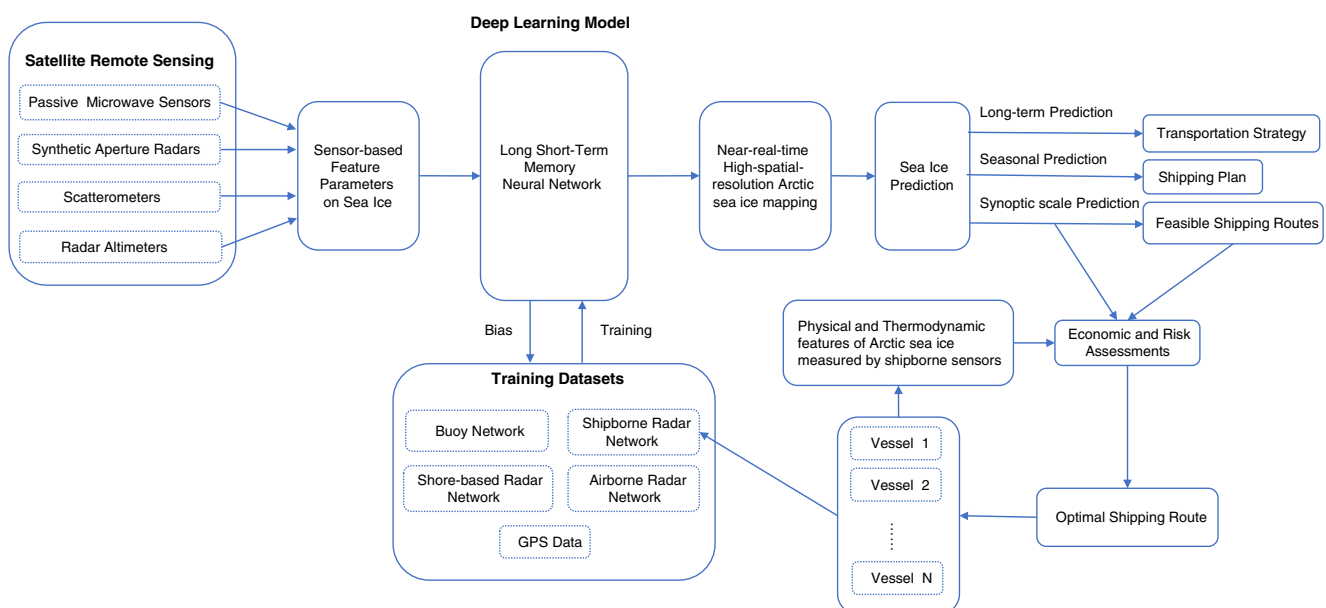 Deep Learning Model
Satellite Remote Sensing
Passive Microwave Sensors
Synthetic Aperture Radars
Scatterometers
Radar Altimeters
Sensor-based
Feature
Parameters
on Sea Ice
Long Short-Term
Memory
Neural Network
Near-real-time
High-spatial-
resolution Arctic
sea ice mapping
Sea Ice
Prediction
Long-term Prediction
Transportation Strategy
Seasonal Prediction
Shipping Plan
Synoptic scale Prediction
Feasible Shipping Routes
Bias
Training
Training Datasets
Buoy Network
Shipborne Radar
Network
Shore-based Radar
Network
Airborne Radar
Network
GPS Data
Physical and Thermodynamic
features of Arctic sea ice
measured by shipborne sensors
Economic and Risk
Assessments
Vessel 1
Vessel 2
......
Vessel N
Optimal Shipping Route